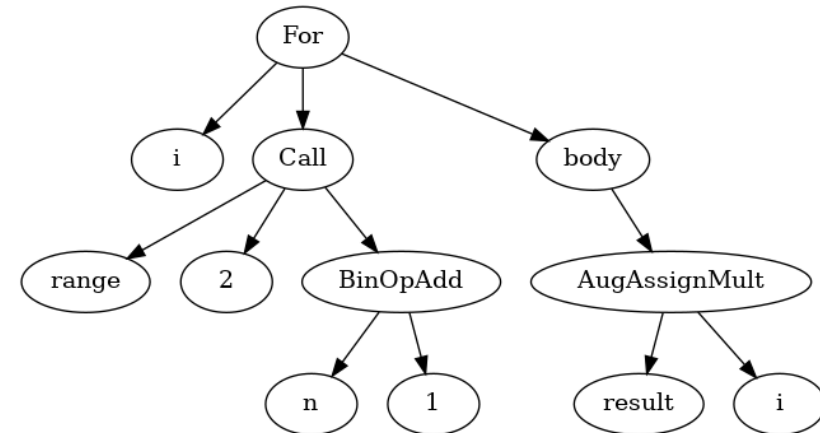 For
i
Call
body
range
2
BinOpAdd
AugAssignMult
n
1
result
i